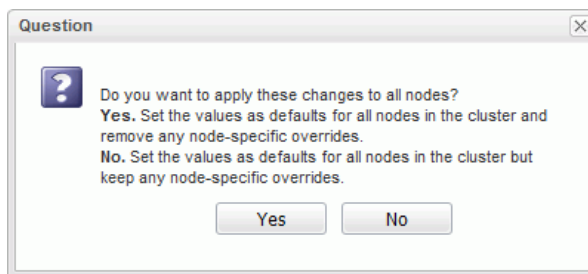 Question
Do you want to apply these changes to all nodes?
Yes. Set the values as defaults for all nodes in the cluster and
remove any node-specific overrides.
No. Set the values as defaults for all nodes in the cluster but
keep any node-specific overrides.
Yes No